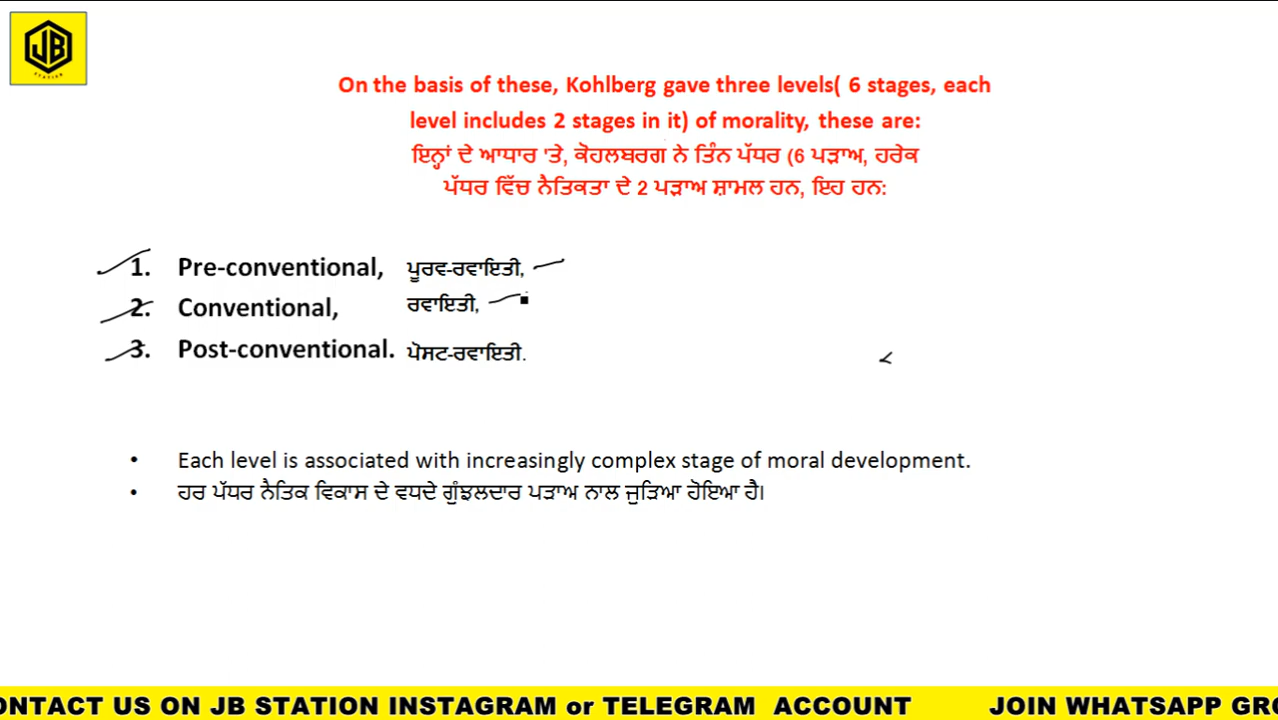 JB
STATION
On the basis of these, Kohlberg gave three levels( 6 stages, each
level includes 2 stages in it) of morality, these are:
ਇਨ੍ਹਾਂ ਦੇ ਆਧਾਰ 'ਤੇ, ਕੋਹਲਬਰਗ ਨੇ ਤਿੰਨ ਪੱਧਰ (6 ਪੜਾਅ, ਹਰੇਕ
ਪੱਧਰ ਵਿੱਚ ਨੈਤਿਕਤਾ ਦੇ 2 ਪੜਾਅ ਸ਼ਾਮਲ ਹਨ, ਇਹ ਹਨ:
1. Pre-conventional, ਪੂਰਵ-ਰਵਾਇਤੀ,
2. Conventional, ਰਵਾਇਤੀ,
3. Post-conventional. ਪੋਸਟ-ਰਵਾਇਤੀ.
• Each level is associated with increasingly complex stage of moral development.
• ਹਰ ਪੱਧਰ ਨੈਤਿਕ ਵਿਕਾਸ ਦੇ ਵਧਦੇ ਗੁੰਝਲਦਾਰ ਪੜਾਅ ਨਾਲ ਜੁੜਿਆ ਹੋਇਆ ਹੈ।
ONTACT US ON JB STATION INSTAGRAM or TELEGRAM ACCOUNT JOIN WHATSAPP GRO